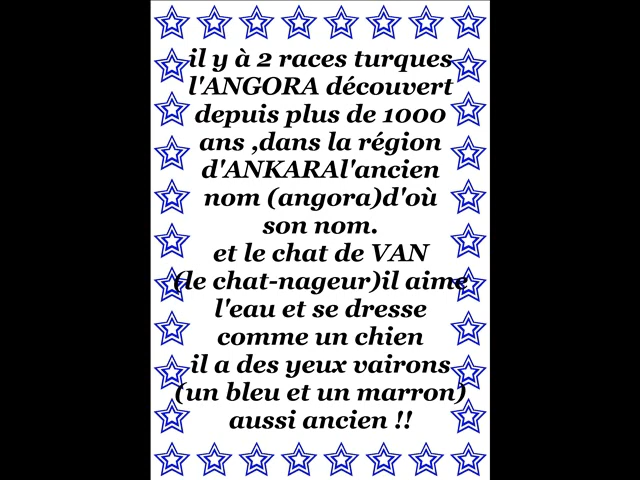 il y à 2 races turques
l'ANGORA découvert
depuis plus de 1000
ans ,dans la région
d'ANKARAl'ancien
nom (angora)d'où
son nom.
et le chat de VAN
(le chat-nageur)il aime
l'eau et se dresse
comme un chien
il a des yeux vairons
(un bleu et un marron)
aussi ancien !!